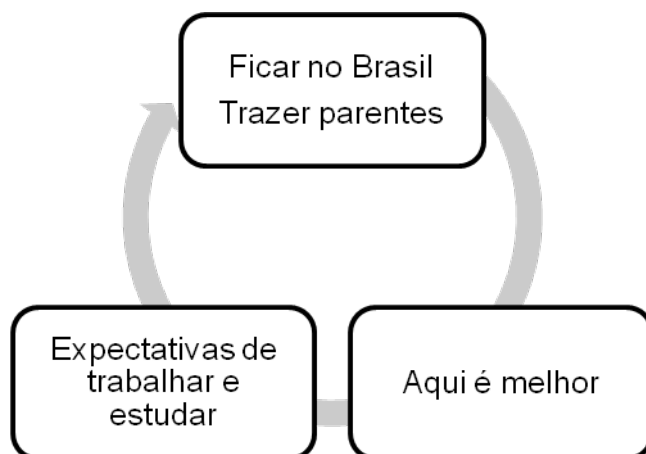 Ficar no Brasil
Trazer parentes
Expectativas de
trabalhar e
estudar
Aqui é melhor